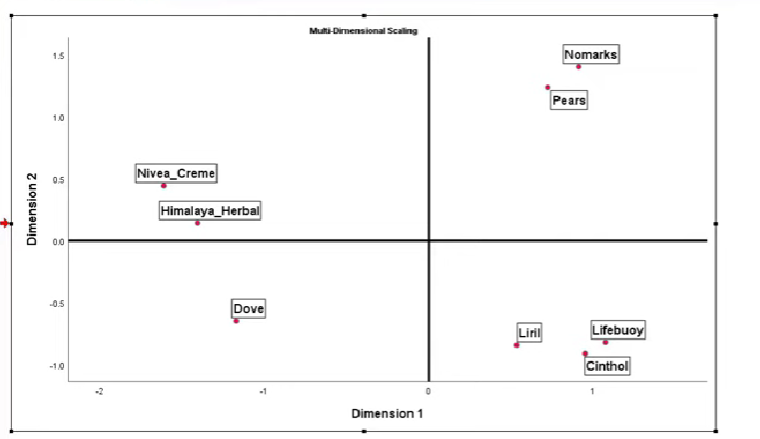 Multi-Dimensional Scaling
1.5
Nomarks
Pears
1.0
Dimension 2
0.5
Nivea_Creme
Himalaya_Herbal
0.0
Dove
-0.5
Liril
Lifebuoy
Cinthol
-1.0
-2
-1
0
1
Dimension 1